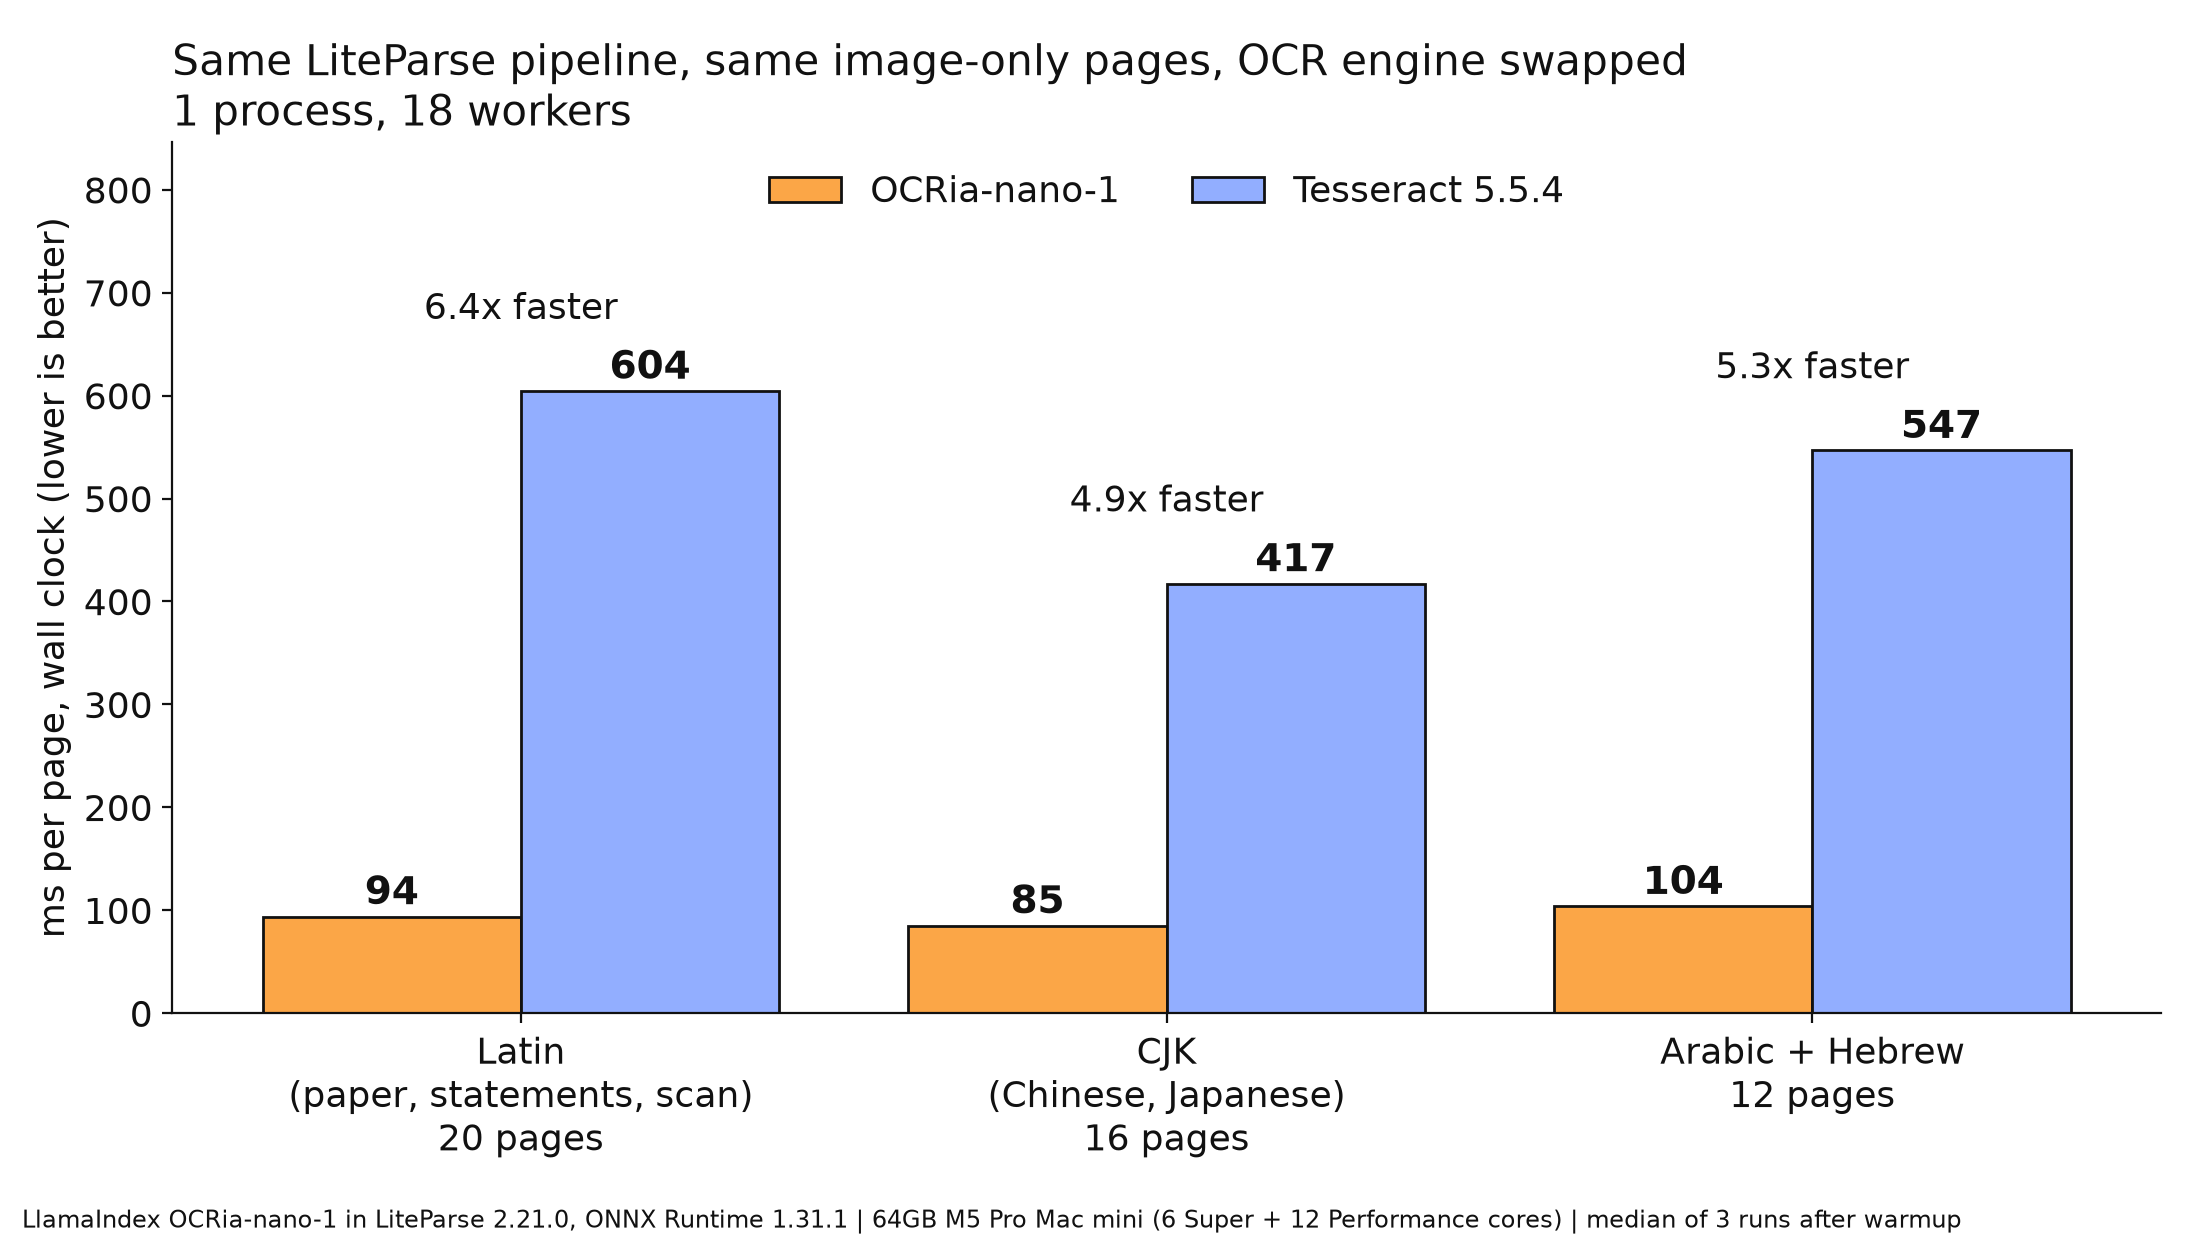 Same LiteParse pipeline, same image-only pages, OCR engine swapped
1 process, 18 workers
ms per page, wall clock (lower is better)
800
700
600
500
400
300
200
100
0
OCRia-nano-1
Tesseract 5.5.4
6.4x faster
94
604
4.9x faster
85
417
5.3x faster
104
547
Latin
(paper, statements, scan)
20 pages
CJK
(Chinese, Japanese)
16 pages
Arabic + Hebrew
12 pages
LlamaIndex OCRia-nano-1 in LiteParse 2.21.0, ONNX Runtime 1.31.1 | 64GB M5 Pro Mac mini (6 Super + 12 Performance cores) | median of 3 runs after warmup